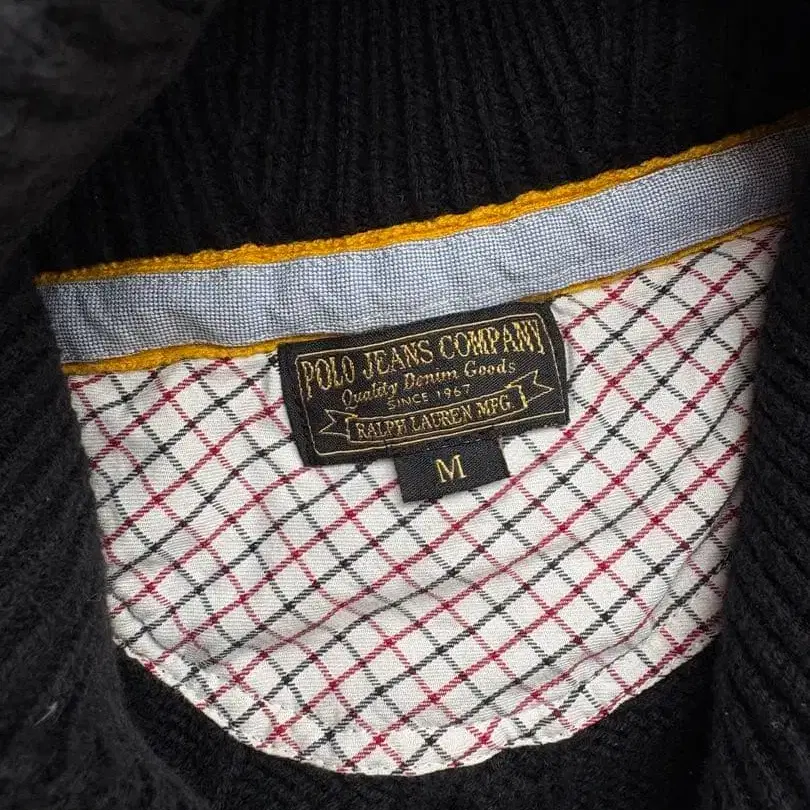 POLO JEANS COMPANY
Quality Denim Goods
SINCE 1967
RALPH LAUREN MFG.
M